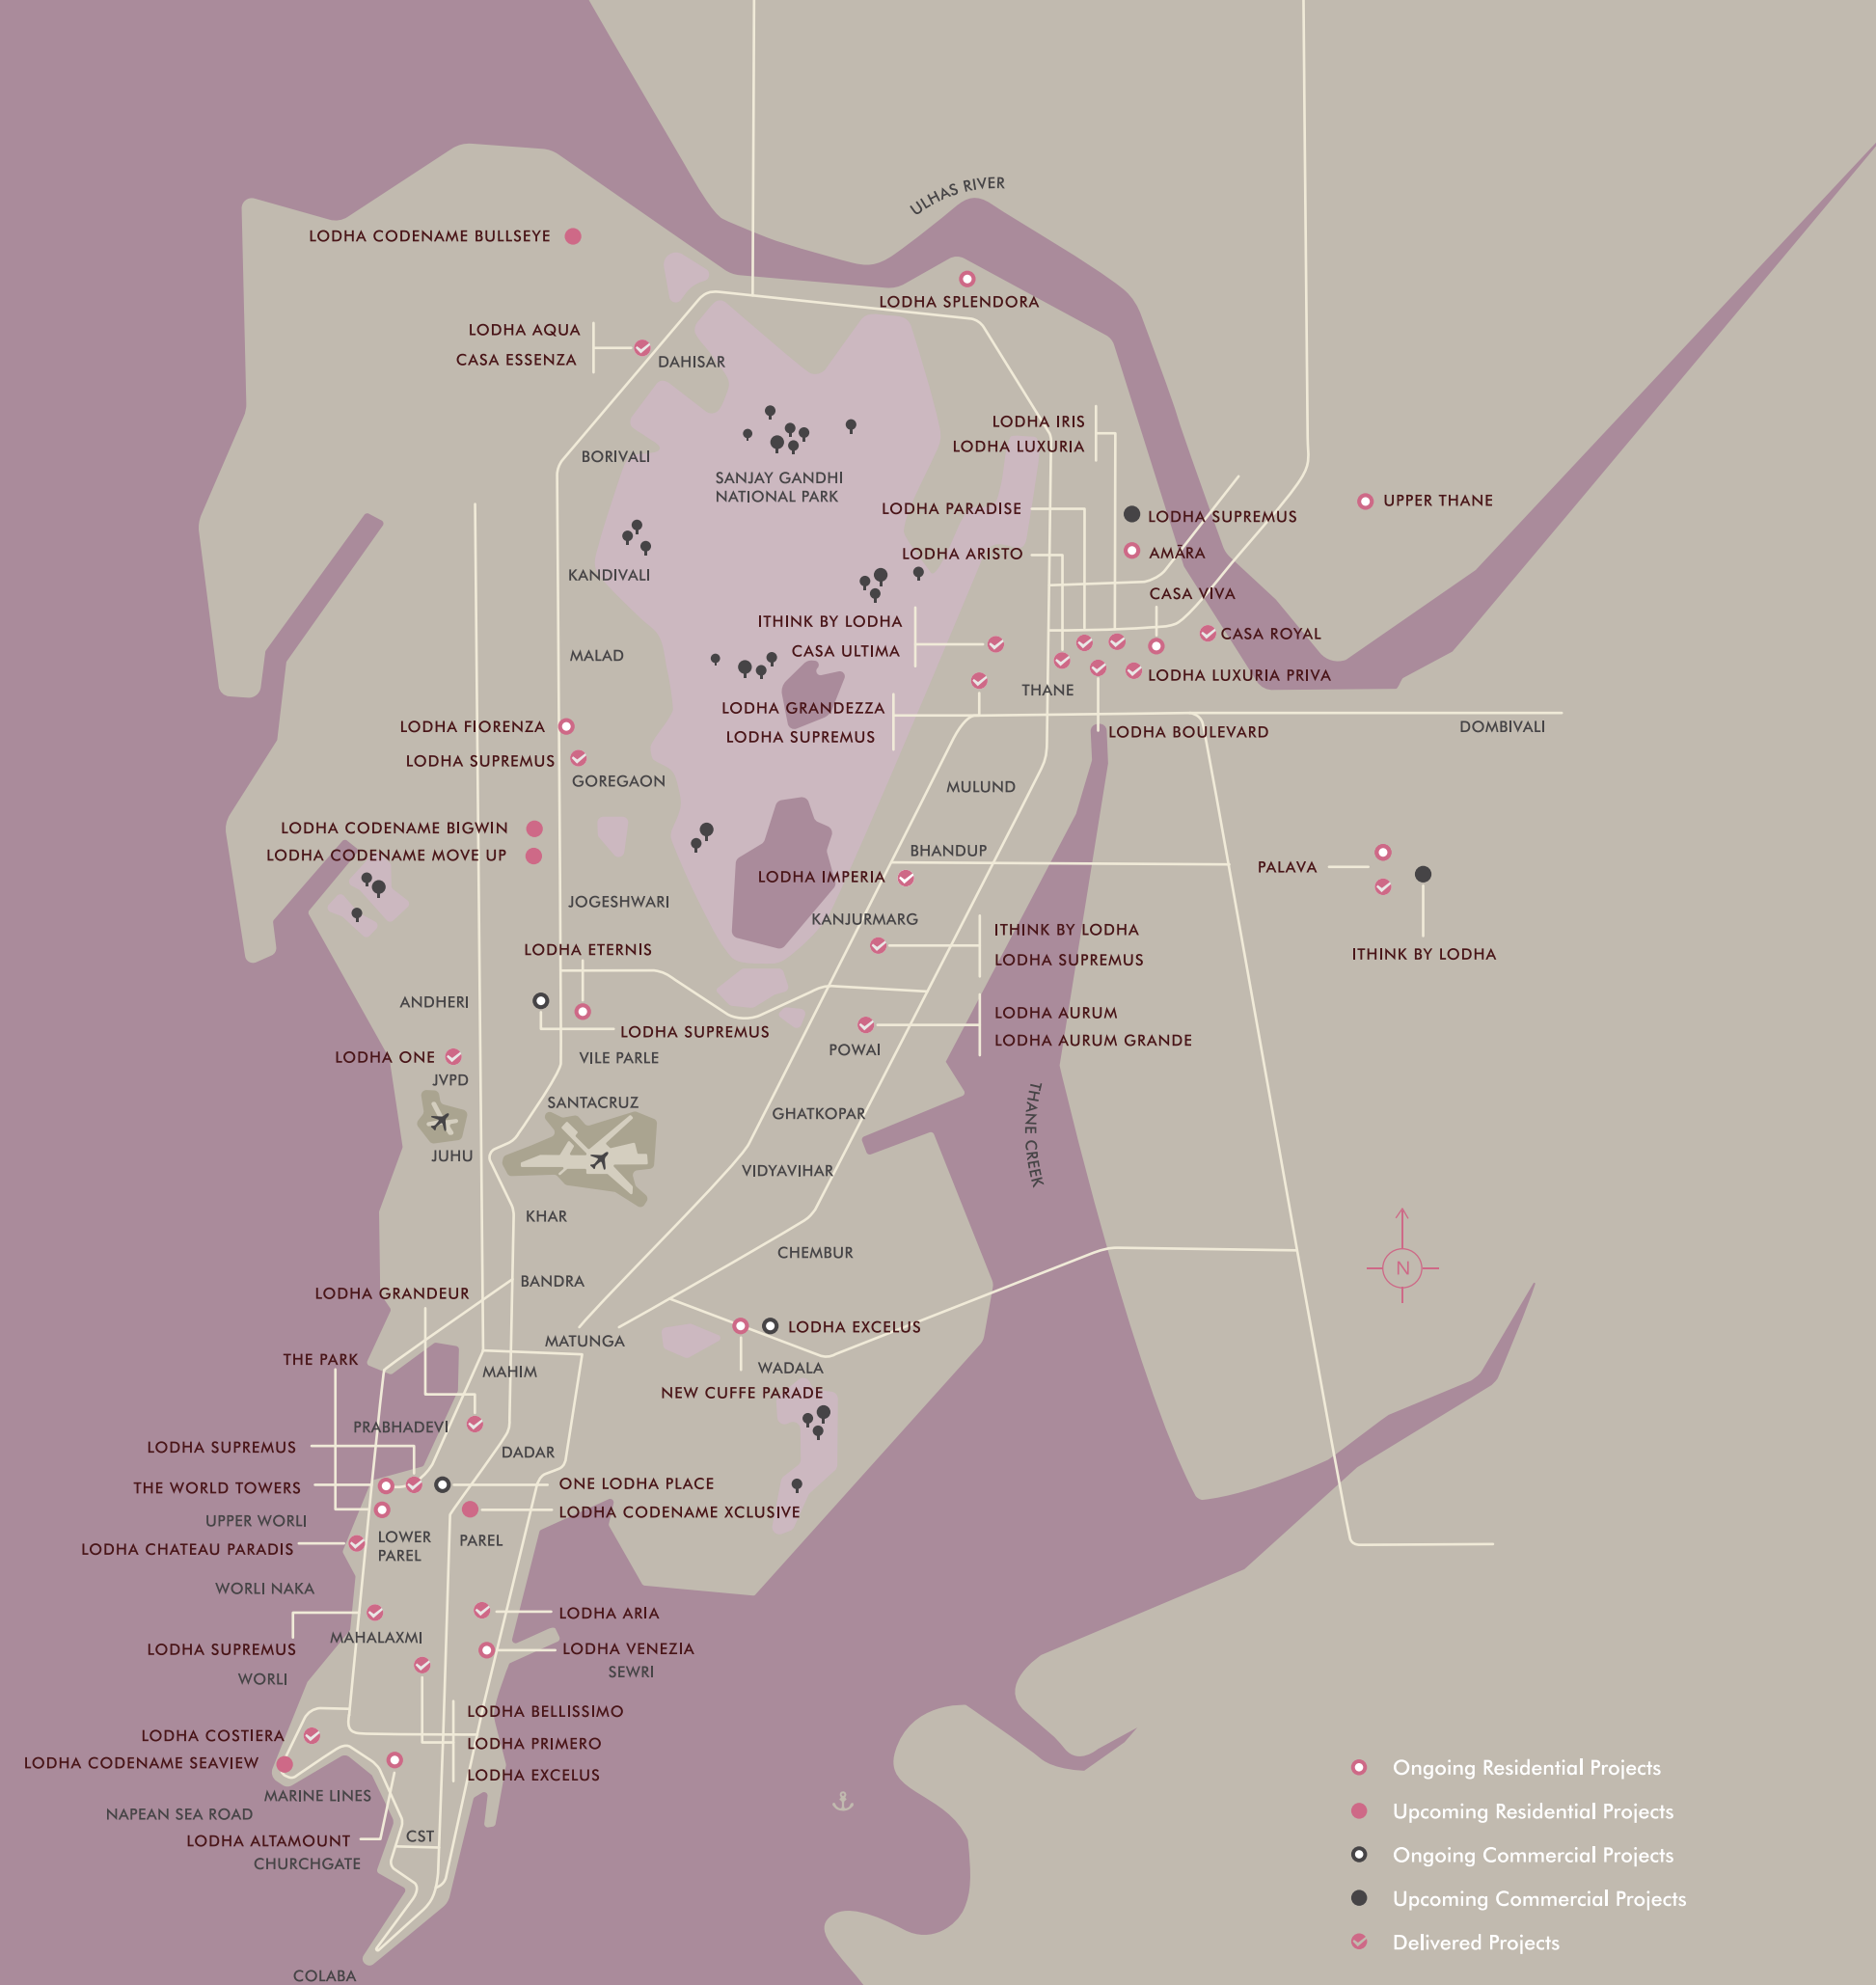 ULHAS RIVER
LODHA CODENAME BULLSEYE
LODHA SPLENDORA
LODHA AQUA
CASA ESSENZA
DAHISAR
LODHA IRIS
LODHA LUXURIA
BORIVALI
SANJAY GANDHI
NATIONAL PARK
UPPER THANE
LODHA PARADISE
LODHA SUPREMUS
LODHA ARISTO
AMĀRA
KANDIVALI
CASA VIVA
ITHINK BY LODHA
CASA ROYAL
CASA ULTIMA
MALAD
LODHA LUXURIA PRIVA
THANE
LODHA GRANDEZZA
LODHA FIORENZA
DOMBIVALI
LODHA BOULEVARD
LODHA SUPREMUS
LODHA SUPREMUS
GOREGAON
MULUND
LODHA CODENAME BIGWIN
LODHA CODENAME MOVE UP
BHANDUP
PALAVA
LODHA IMPERIA
JOGESHWARI
KANJURMARG
ITHINK BY LODHA
LODHA ETERNIS
ITHINK BY LODHA
LODHA SUPREMUS
ANDHERI
LODHA AURUM
LODHA SUPREMUS
LODHA AURUM GRANDE
POWAI
LODHA ONE
VILE PARLE
JVPD
SANTACRUZ
GHATKOPAR
THANE CREEK
JUHU
VIDYAVIHAR
KHAR
CHEMBUR
N
BANDRA
LODHA GRANDEUR
LODHA EXCELUS
MATUNGA
THE PARK
WADALA
MAHIM
NEW CUFFE PARADE
PRABHADEVI
LODHA SUPREMUS
DADAR
ONE LODHA PLACE
THE WORLD TOWERS
LODHA CODENAME XCLUSIVE
UPPER WORLI
LOWER
PAREL
PAREL
LODHA CHATEAU PARADIS
WORLI NAKA
LODHA ARIA
MAHALAXMI
LODHA SUPREMUS
LODHA VENEZIA
SEWRI
WORLI
LODHA BELLISSIMO
LODHA COSTIERA
LODHA PRIMERO
LODHA CODENAME SEAVIEW
LODHA EXCELUS
MARINE LINES
NAPEAN SEA ROAD
CST
LODHA ALTAMOUNT
CHURCHGATE
COLABA
Ongoing Residential Projects
Upcoming Residential Projects
Ongoing Commercial Projects
Upcoming Commercial Projects
Delivered Projects